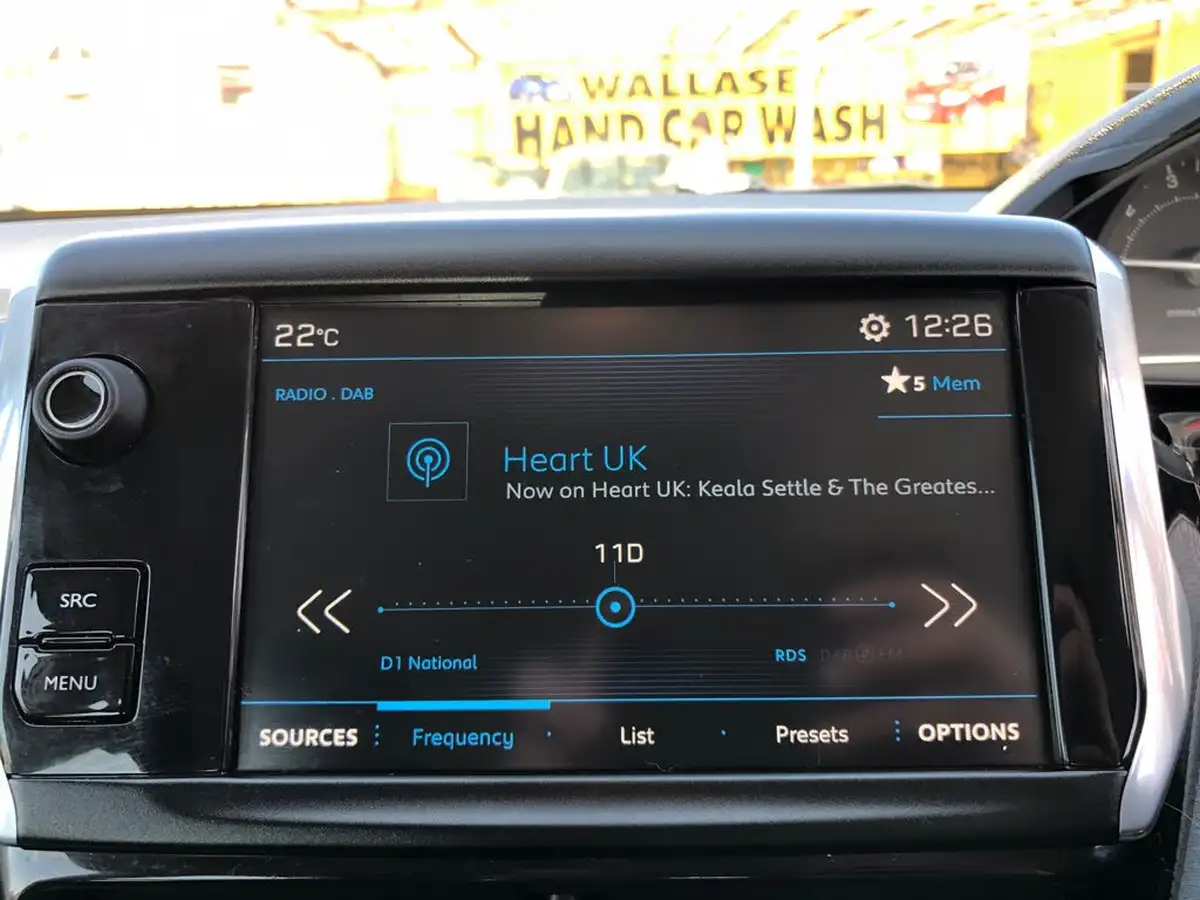 WALLASEY
HAND CAR WASH
22°C
12:26
RADIO . DAB
5 Mem
Heart UK
Now on Heart UK: Keala Settle & The Greates...
11D
SRC
MENU
D1 National
RDS
SOURCES
Frequency
List
Presets
OPTIONS